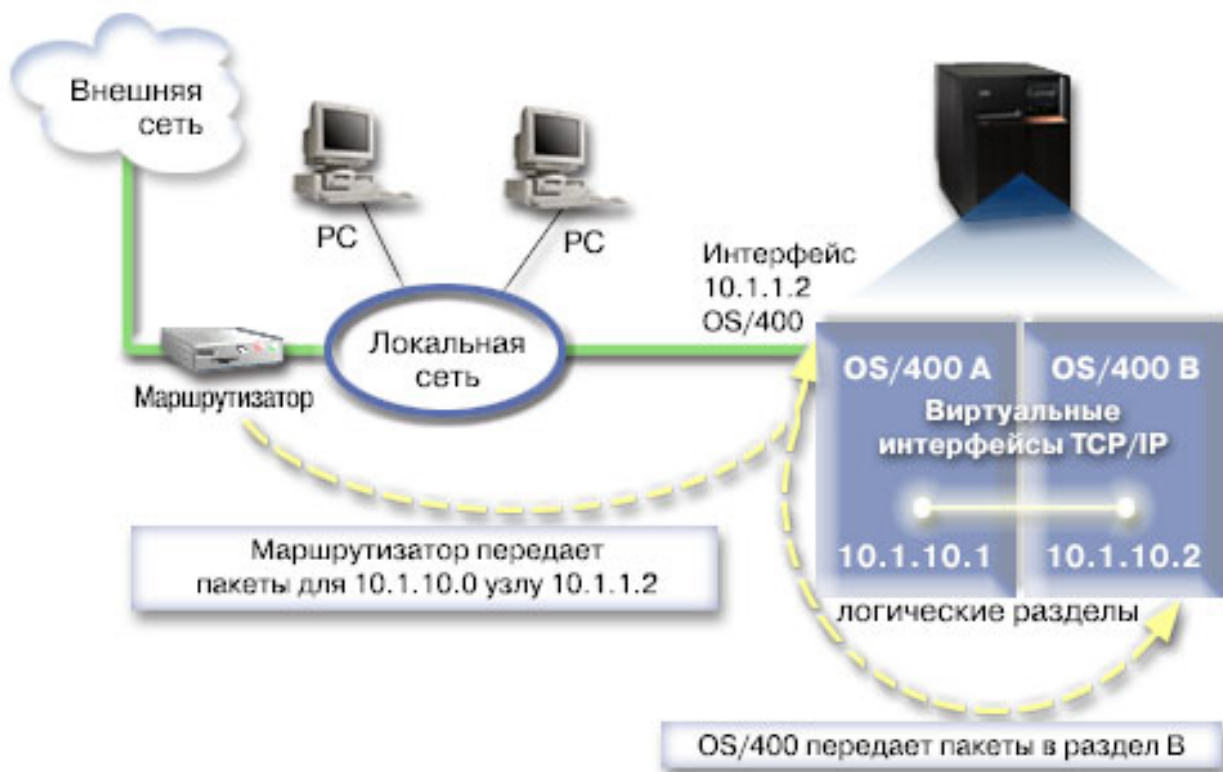 Внешняя
сеть
PC
PC
Интерфейс
10.1.1.2
OS/400
Локальная
сеть
Маршрутизатор
OS/400 A
OS/400 B
Виртуальные
интерфейсы TCP/IP
10.1.10.1
10.1.10.2
логические разделы
Маршрутизатор передает
пакеты для 10.1.10.0 узлу 10.1.1.2
OS/400 передает пакеты в раздел B